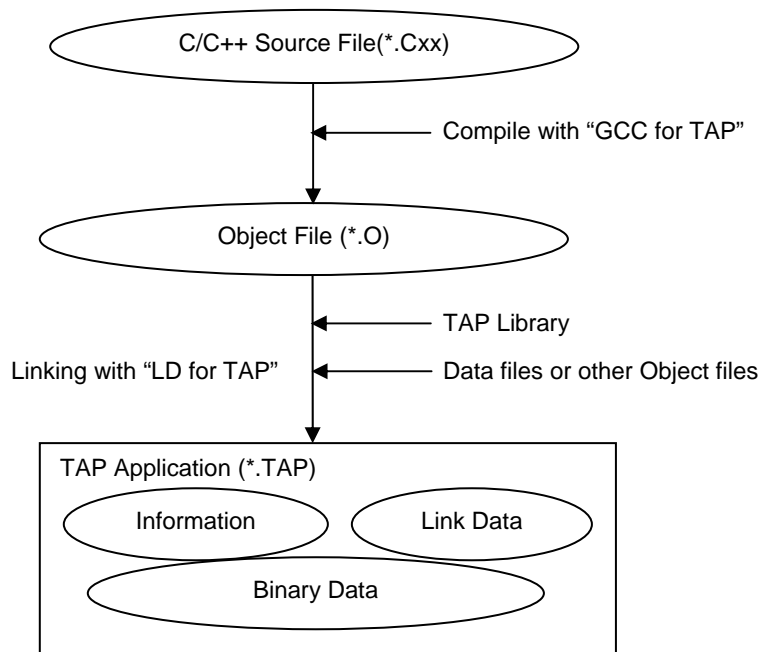 C/C++ Source File(*.Cxx)
Compile with “GCC for TAP”
Object File (*.O)
TAP Library
Linking with “LD for TAP”
Data files or other Object files
TAP Application (*.TAP)
Information
Link Data
Binary Data